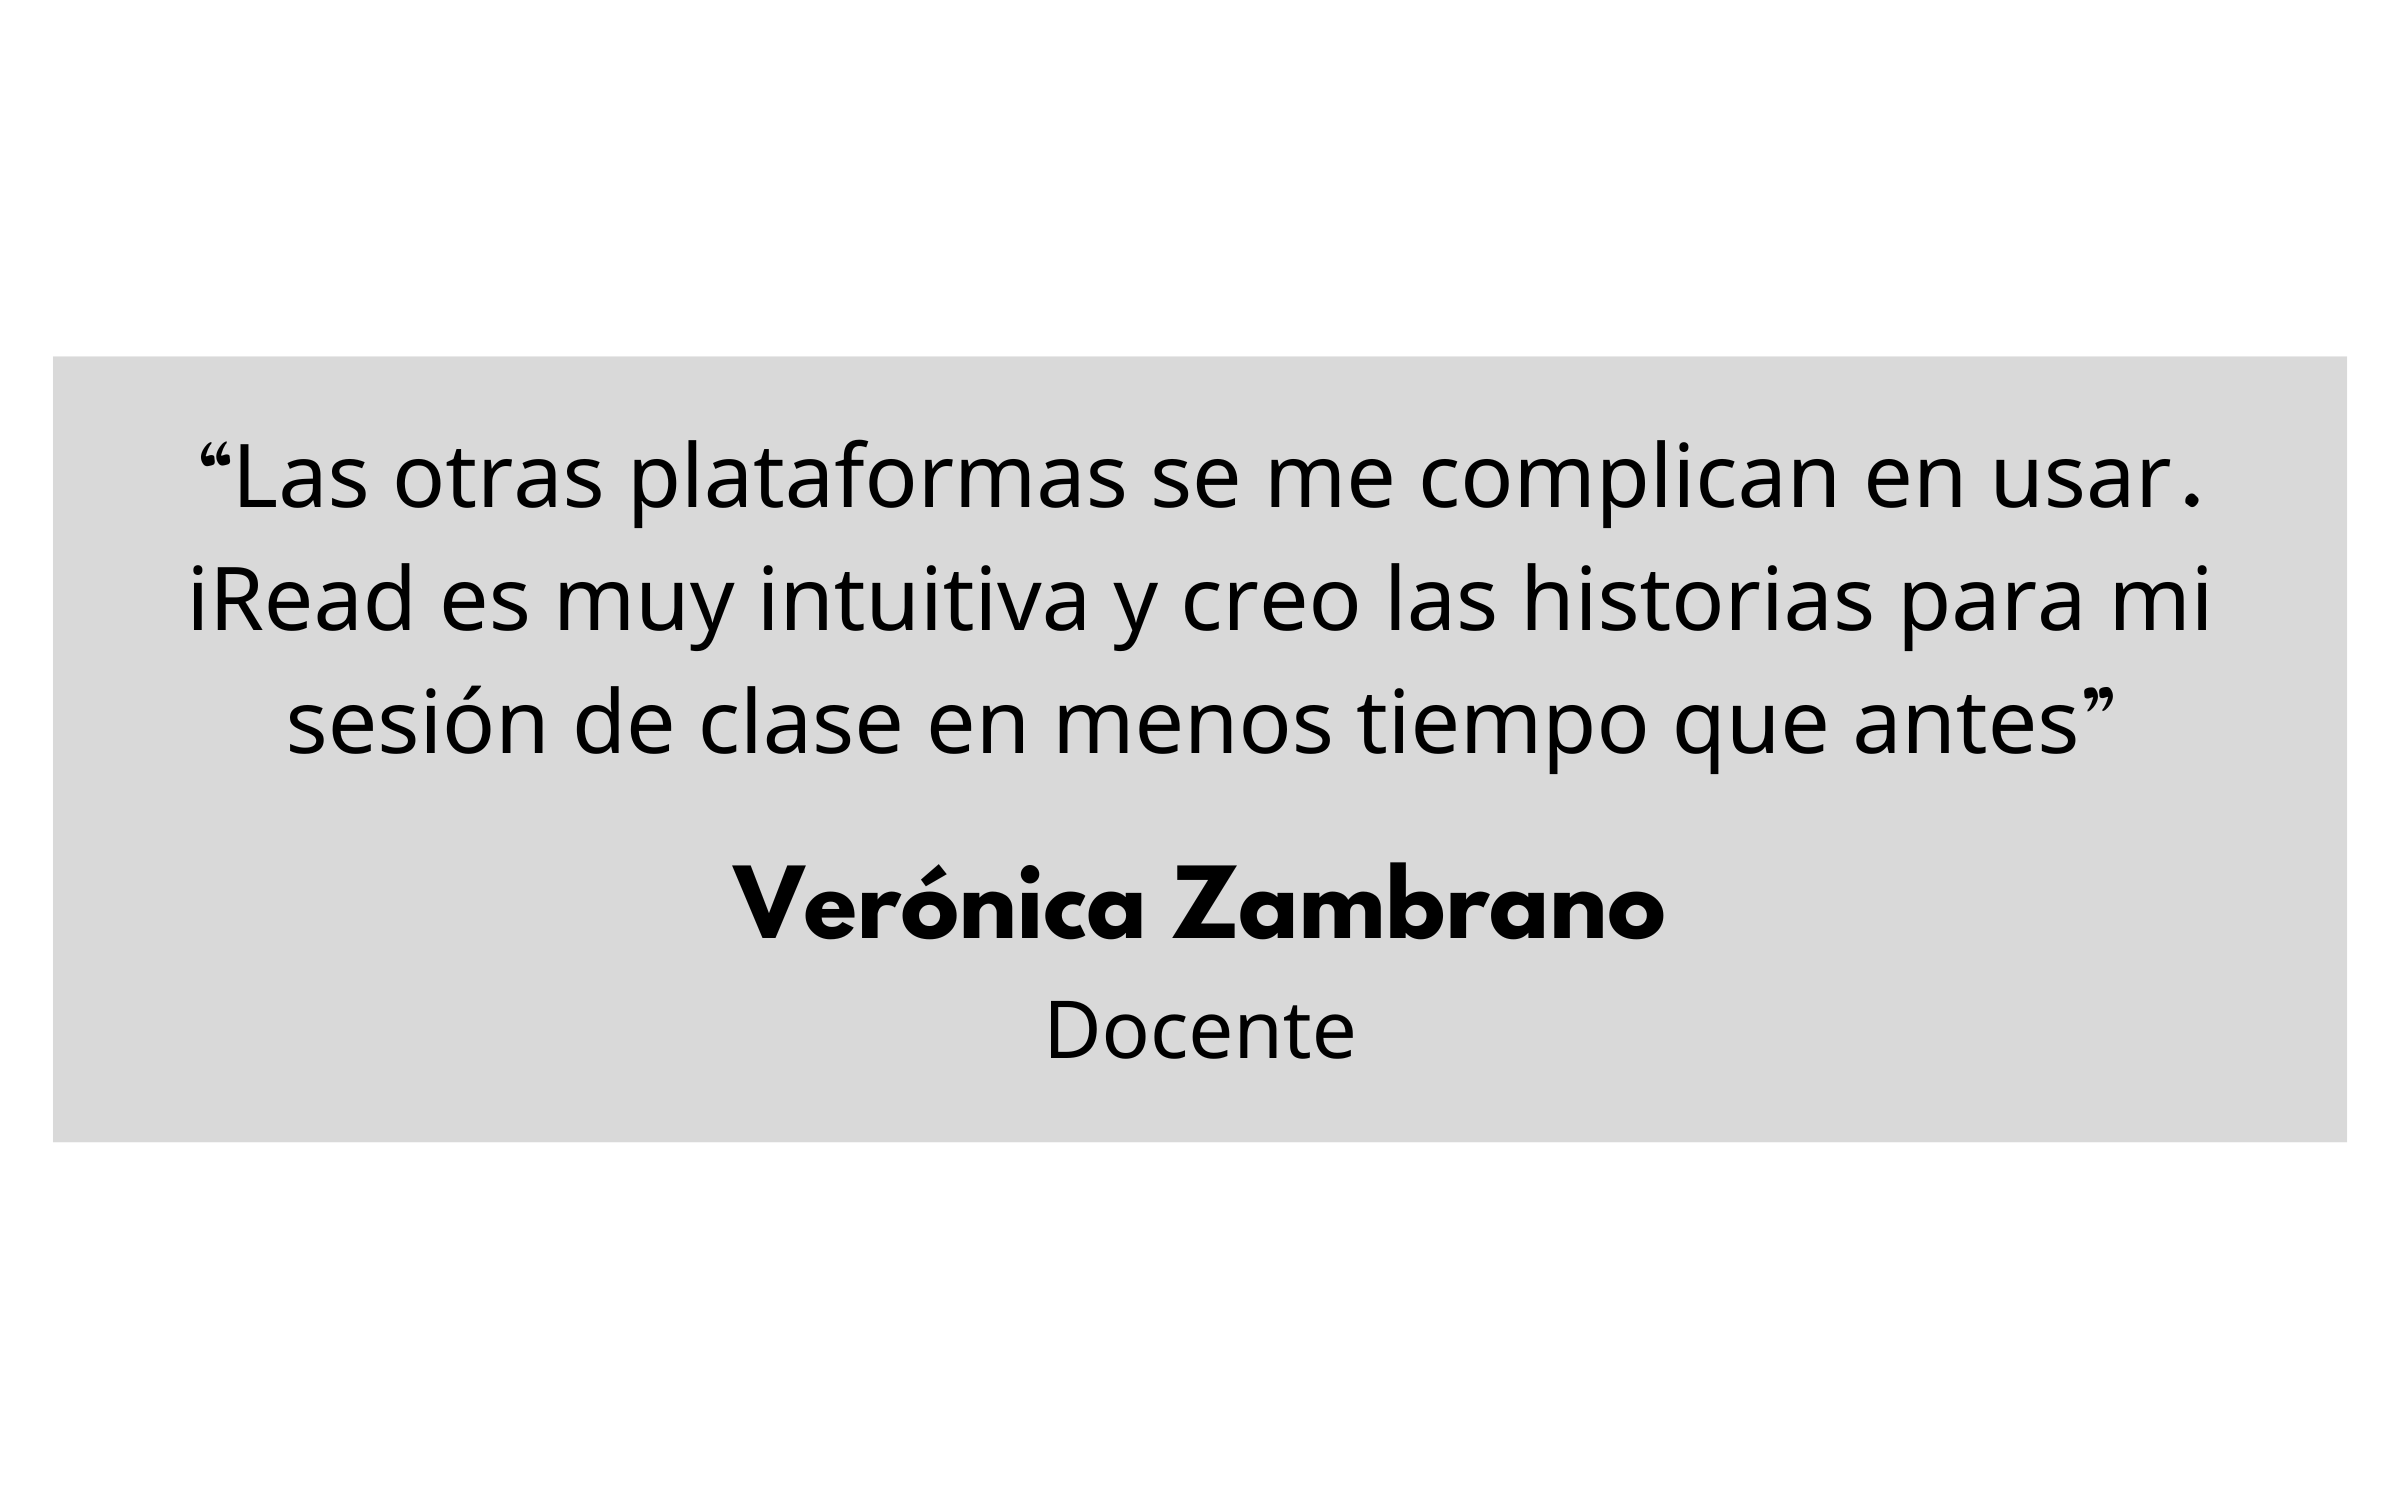 “Las otras plataformas se me complican en usar.
iRead es muy intuitiva y creo las historias para mi
sesión de clase en menos tiempo que antes”
Verónica Zambrano
Docente